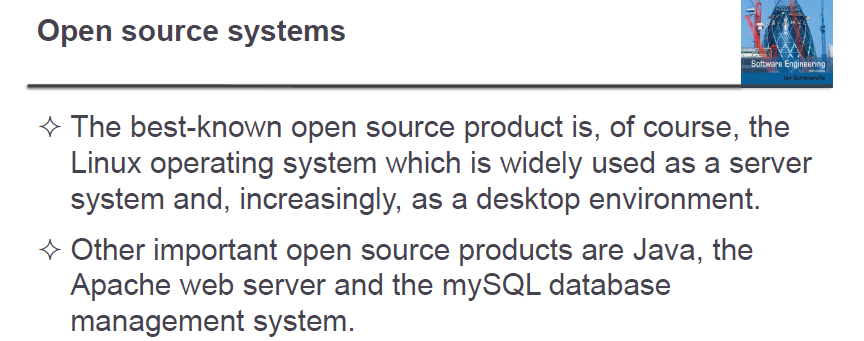 Open source systems
Software Engineering
Ian Sommerville
✧ The best-known open source product is, of course, the
Linux operating system which is widely used as a server
system and, increasingly, as a desktop environment.
✧ Other important open source products are Java, the
Apache web server and the mySQL database
management system.